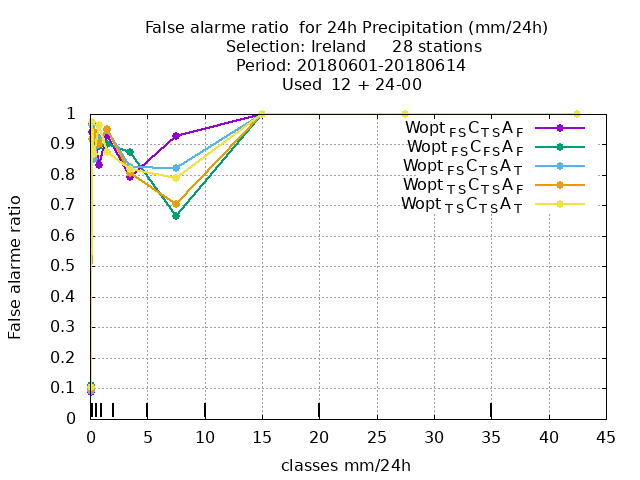 False alarme ratio  for 24h Precipitation (mm/24h)
Selection: Ireland     28 stations
Period: 20180601-20180614
Used  12 + 24-00
Wopt FS C TS A F
Wopt FS C FS A F
Wopt FS C TS A T
Wopt TS C TS A F
Wopt TS C TS A T
False alarme ratio
1
0.9
0.8
0.7
0.6
0.5
0.4
0.3
0.2
0.1
0
0 5 10 15 20 25 30 35 40 45
classes mm/24h